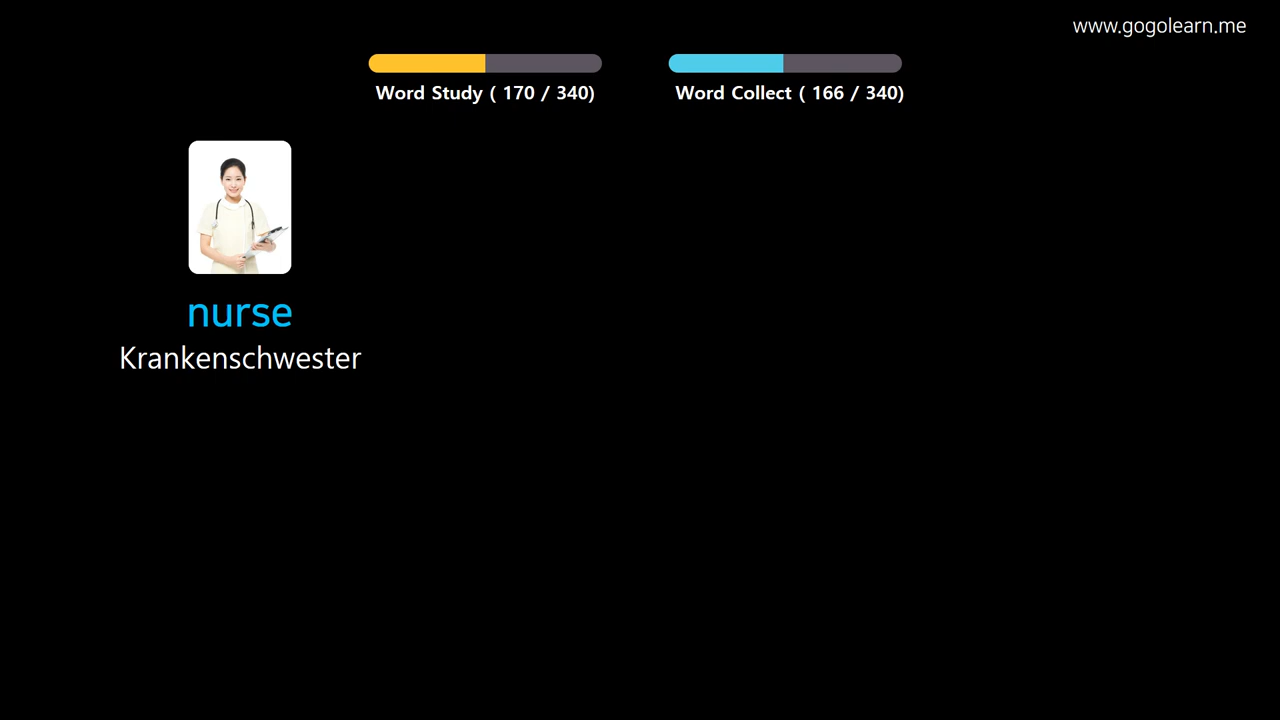 www.gogolearn.me
Word Study ( 170 / 340)
Word Collect ( 166 / 340)
nurse
Krankenschwester